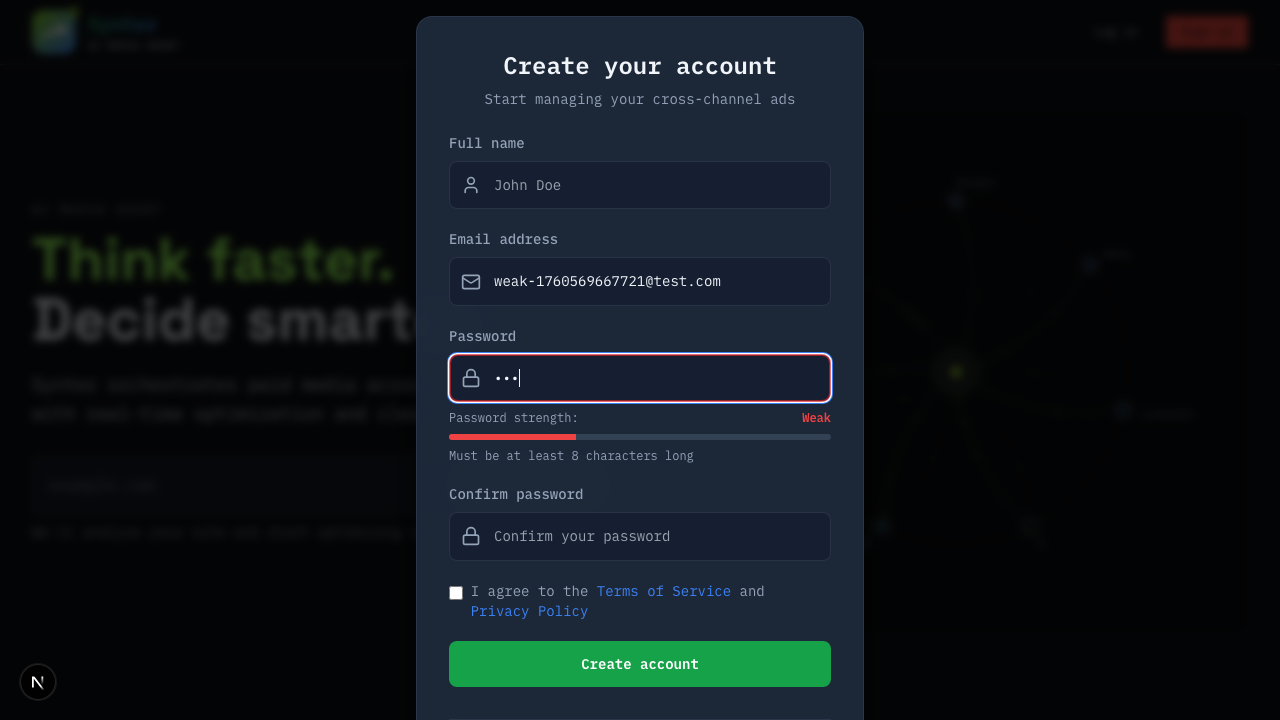 Create your account
Start managing your cross-channel ads
Full name
John Doe
Email address
weak-1760569667721@test.com
Password
•••
Password strength:
Weak
Must be at least 8 characters long
Confirm password
Confirm your password
I agree to the Terms of Service and
Privacy Policy
Create account
Think faster.
Decide smart
N